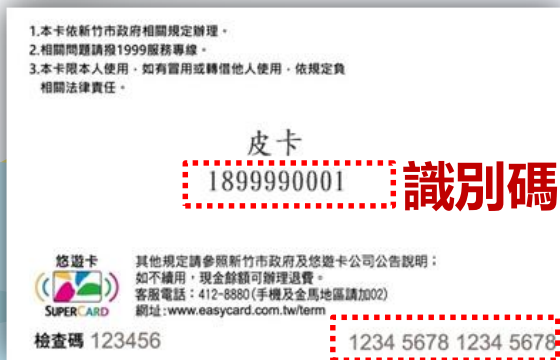 1.本卡依新竹市政府相關規定辦理。
2.相關問題請撥1999服務專線。
3.本卡限本人使用，如有冒用或轉借他人使用，依規定負
相關法律責任。
皮卡
1899990001
識別碼
悠遊卡
SUPERCARD
其他規定請參照新竹市政府及悠遊卡公司公告說明：
如不續用，現金餘額可辦理退費。
客服電話：412-8880(手機及金馬地區請加02)
網址:www.easycard.com.tw/term
檢查碼 123456
1234 5678 1234 5678